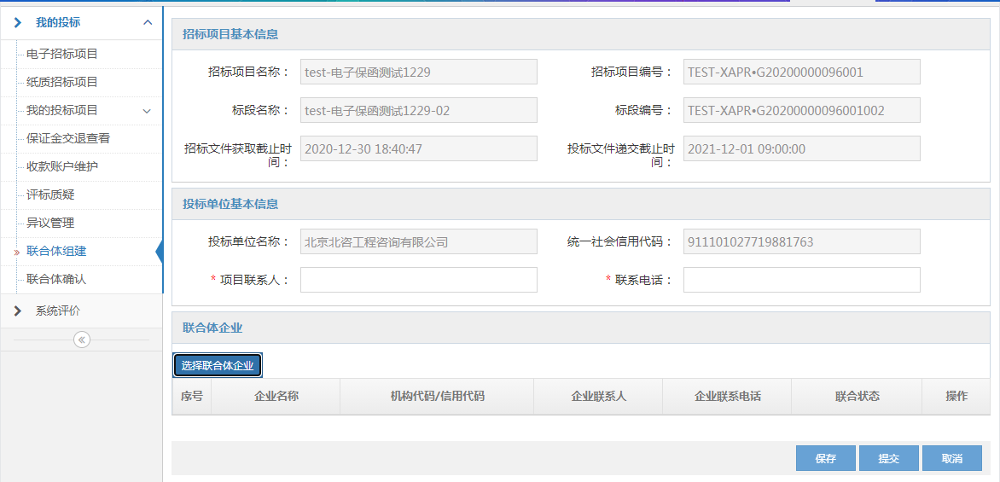 我的投标
电子招标项目
纸质招标项目
我的投标项目
保证金交退查看
收款账户维护
评标质疑
异议管理
联合体组建
联合体确认
系统评价
招标项目基本信息
招标项目名称： test-电子保函测试1229 招标项目编号： TEST-XAPR•G20200000096001
标段名称： test-电子保函测试1229-02 标段编号： TEST-XAPR•G20200000096001002
招标文件获取截止时间： 2020-12-30 18:40:47 投标文件递交截止时间： 2021-12-01 09:00:00
投标单位基本信息
投标单位名称： 北京北咨工程咨询有限公司 统一社会信用代码： 911101027719881763
* 项目联系人： * 联系电话：
联合体企业
选择联合体企业
序号 企业名称 机构代码/信用代码 企业联系人 企业联系电话 联合状态 操作
保存 提交 取消